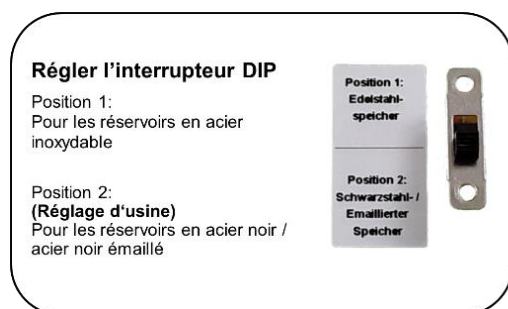 Régler l'interrupteur DIP
Position 1:
Pour les réservoirs en acier
inoxydable
Position 2:
(Réglage d'usine)
Pour les réservoirs en acier noir /
acier noir émaillé
Position 1:
Edelstahl-
speicher
Position 2:
Schwarzstahl- /
Emaillierter
Speicher